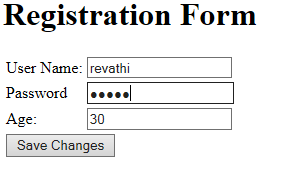 Registration Form
User Name: revathi
Password ●●●●●
Age: 30
Save Changes